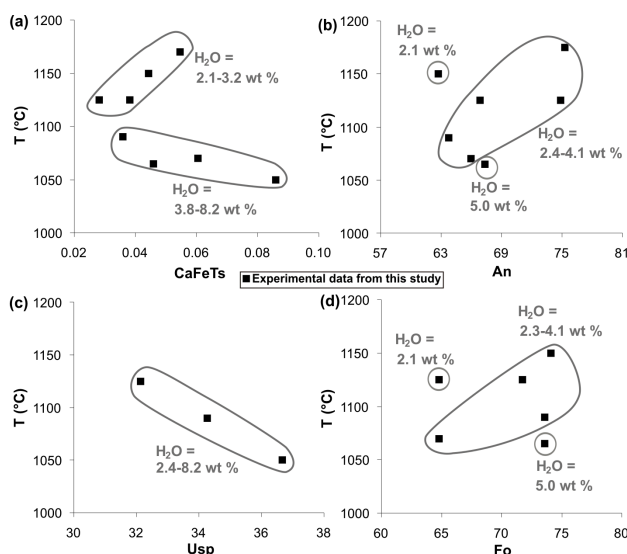 (a)
1200
1150
1100
1050
1000
T (°C)
H₂O =
2.1-3.2 wt %
H₂O =
3.8-8.2 wt %
0.02 0.04 0.06 0.08 0.10
CaFeTs
(b)
1200
1150
1100
1050
1000
T (°C)
H₂O =
2.1 wt %
H₂O =
2.4-4.1 wt %
H₂O =
5.0 wt %
57 63 69 75 81
An
Experimental data from this study
(c)
1200
1150
1100
1050
1000
T (°C)
H₂O =
2.4-8.2 wt %
30 32 34 36 38
Usp
(d)
1200
1150
1100
1050
1000
T (°C)
H₂O =
2.1 wt %
H₂O =
2.3-4.1 wt %
H₂O =
5.0 wt %
60 65 70 75 80
Fo